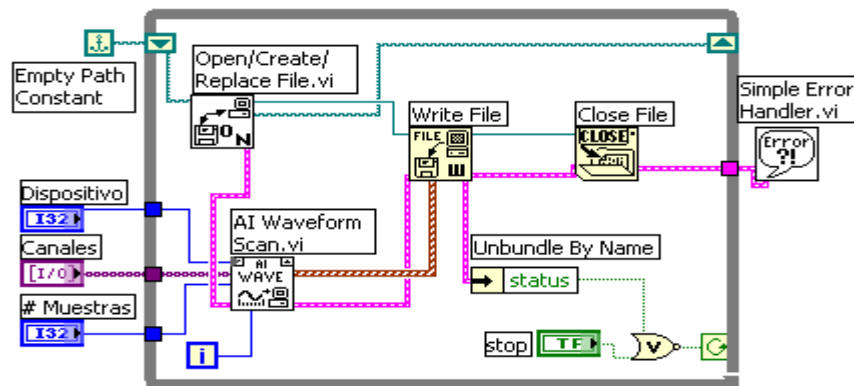 Empty Path
Constant
Open/Create/
Replace File.vi
O
N
Write File
FILE
W
Close File
CLOSE
Simple Error
Handler.vi
Error
?!
Dispositivo
I32
Canales
[I/O]
# Muestras
I32
AI Waveform
Scan.vi
AI
WAVE
i
Unbundle By Name
status
stop
TF
V